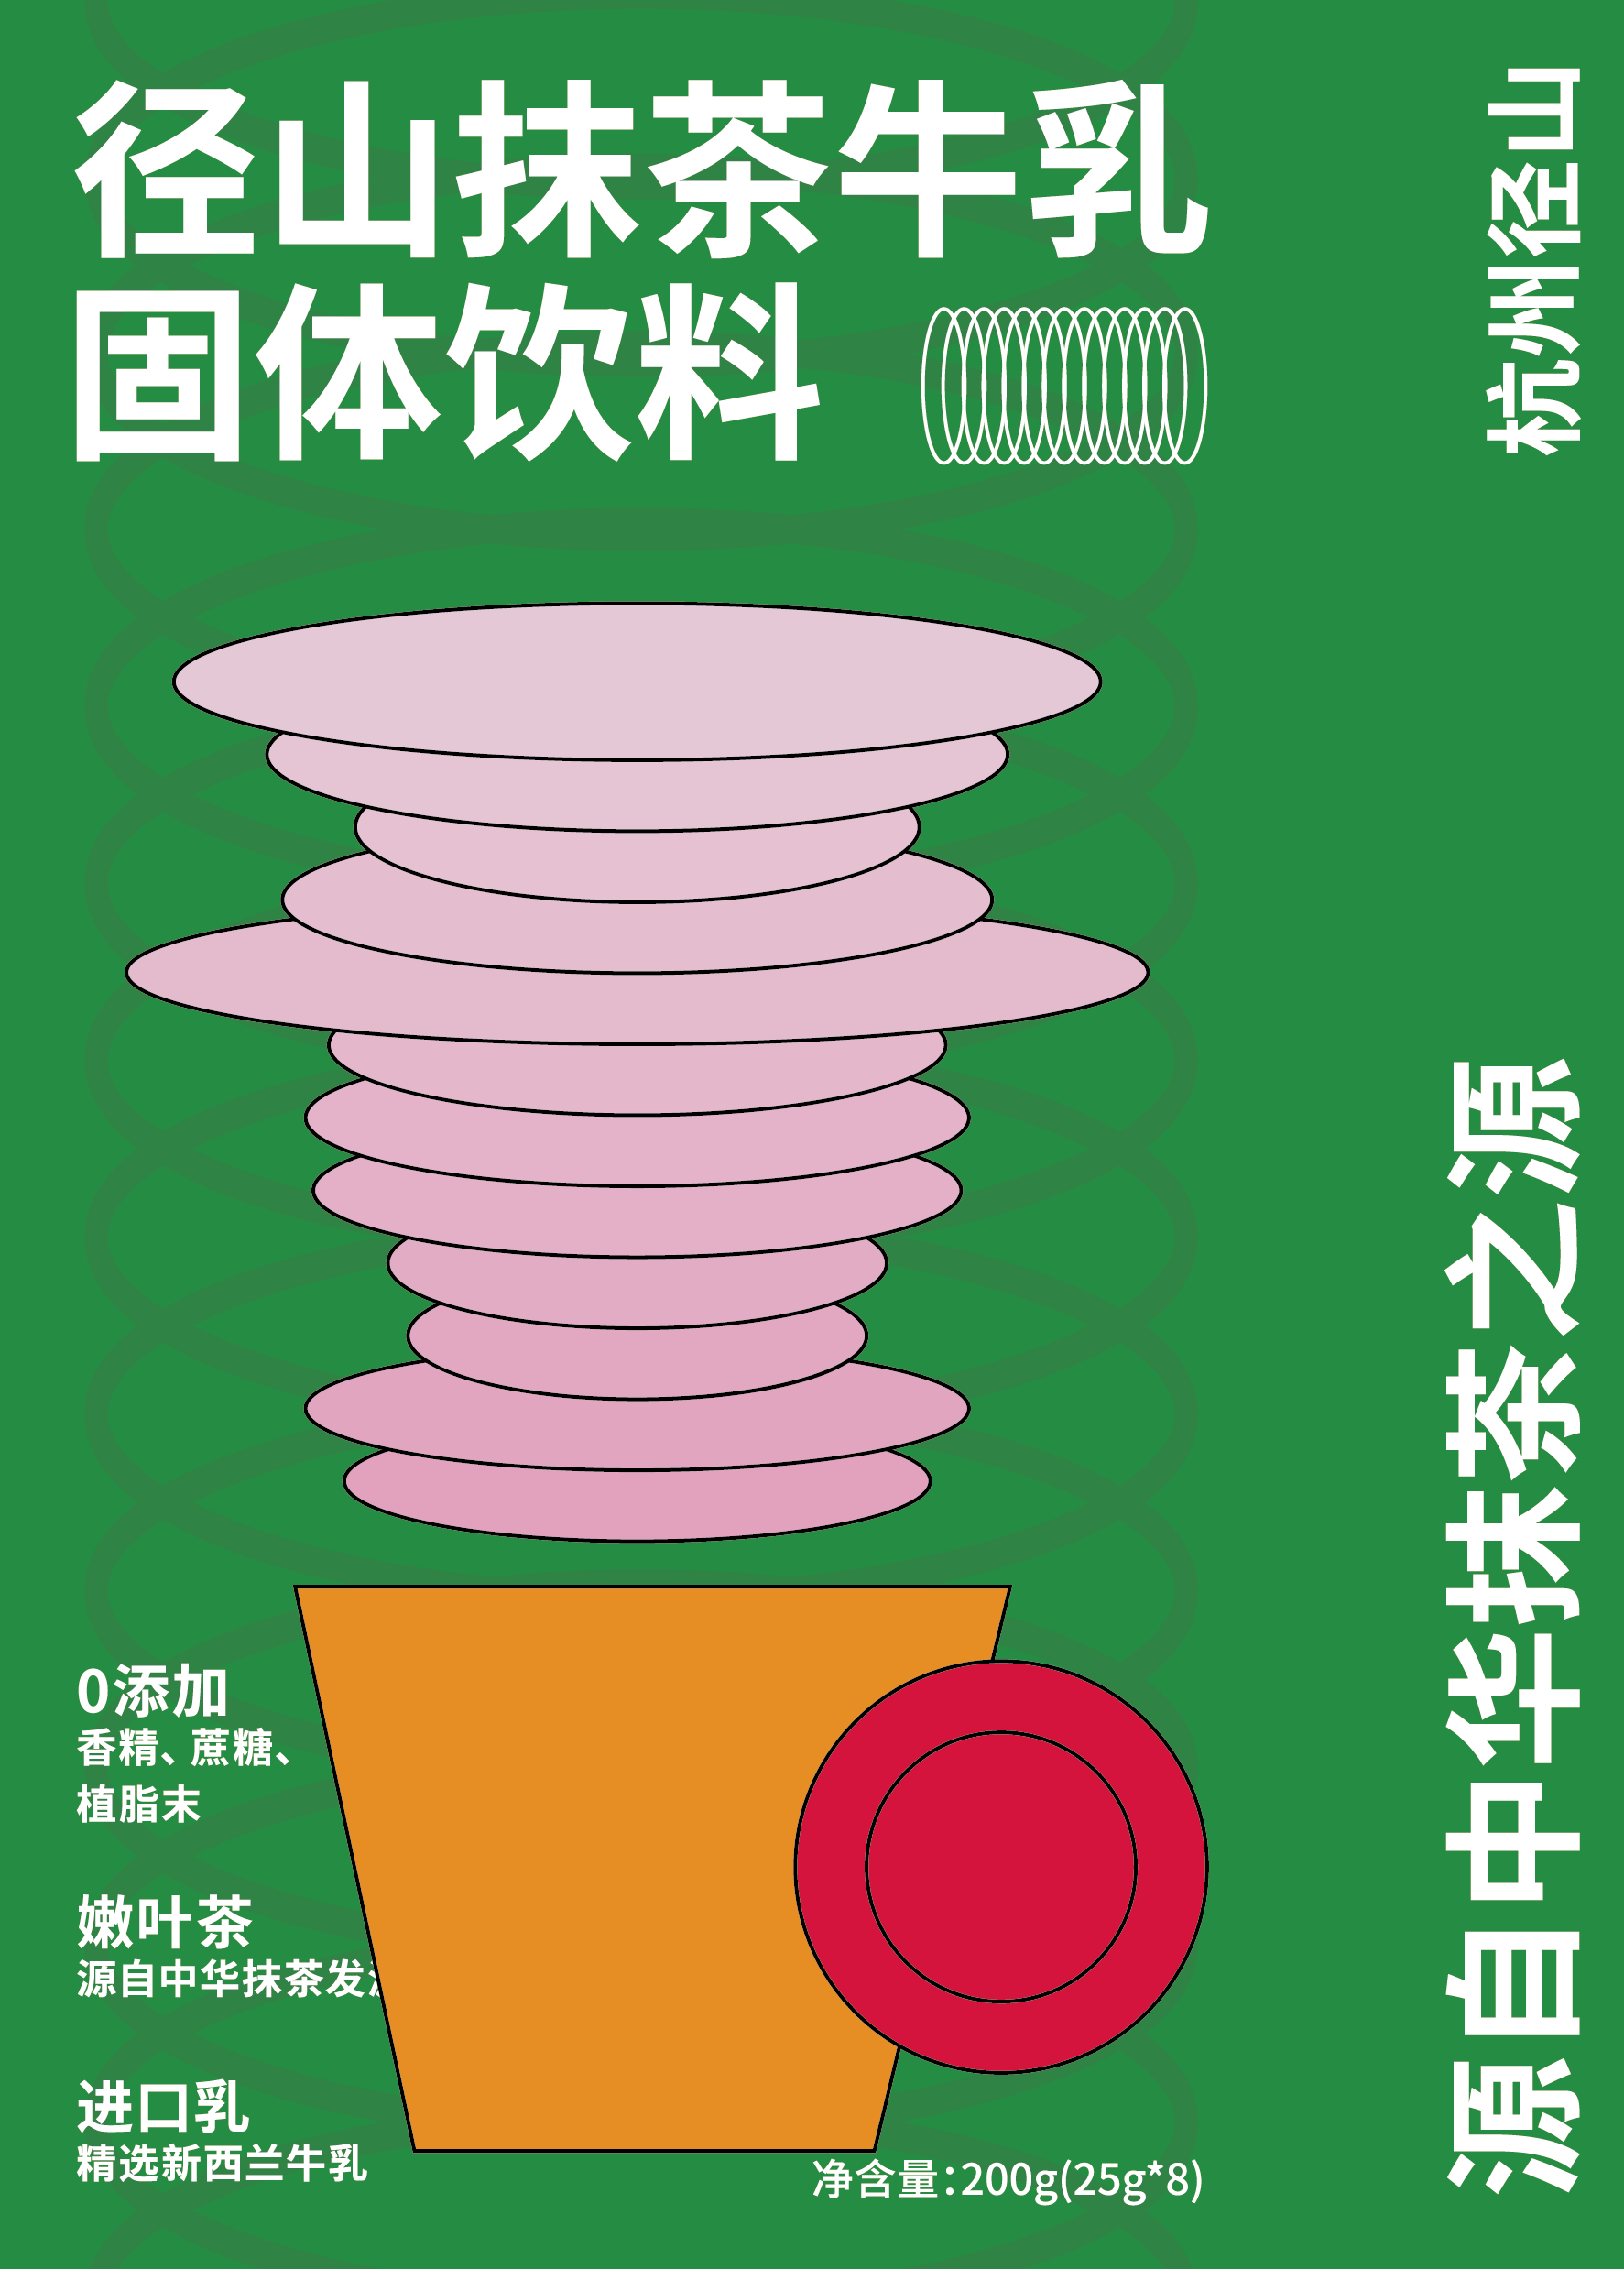 径山抹茶牛乳
固体饮料
杭州径山
源自中华抹茶之源
0添加
香精、蔗糖、
植脂末
嫩叶茶
源自中华抹茶发
进口乳
精选新西兰牛乳
净含量:200g(25g*8)